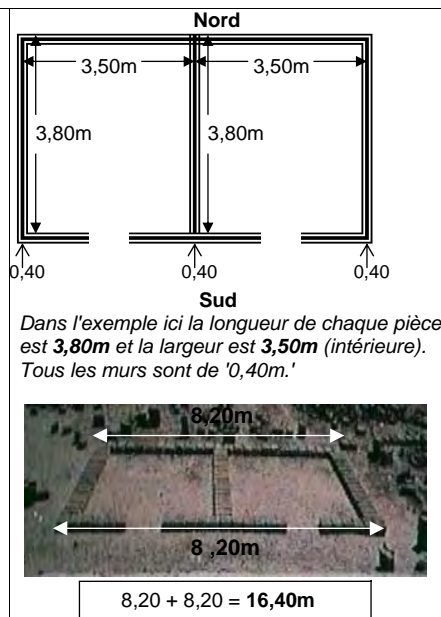 Nord
3,50m 3,50m
3,80m 3,80m
0,40 0,40 0,40
Sud
Dans l'exemple ici la longueur de chaque pièce
est 3,80m et la largeur est 3,50m (intérieure).
Tous les murs sont de '0,40m.'
8,20m
8 ,20m
8,20 + 8,20 = 16,40m